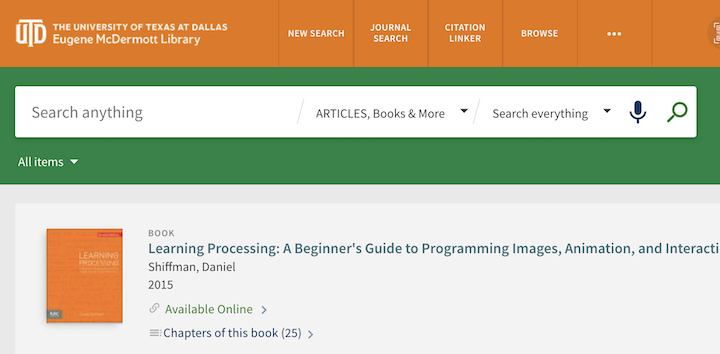 UTD
THE UNIVERSITY OF TEXAS AT DALLAS
Eugene McDermott Library
NEW SEARCH
JOURNAL
SEARCH
CITATION
LINKER
BROWSE
Search anything
ARTICLES, Books & More
Search everything
All items
LEARNING
PROCESSING
MK
BOOK
Learning Processing: A Beginner's Guide to Programming Images, Animation, and Interacti
Shiffman, Daniel
2015
Available Online
Chapters of this book (25)